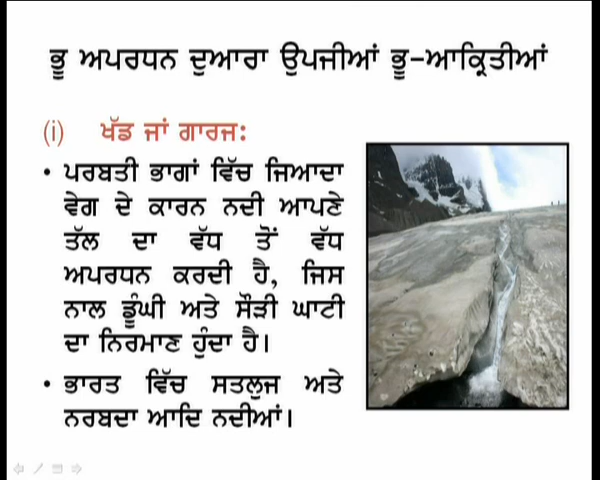 ਭੂ ਅਪਰਧਨ ਦੁਆਰਾ ਉਪਜੀਆਂ ਭੂ-ਆਕ੍ਰਿਤੀਆਂ
(i) ਖੱਡ ਜਾਂ ਗਾਰਜ:
• ਪਰਬਤੀ ਭਾਗਾਂ ਵਿੱਚ ਜਿਆਦਾ
ਵੇਗ ਦੇ ਕਾਰਨ ਨਦੀ ਆਪਣੇ
ਤੱਲ ਦਾ ਵੱਧ ਤੋਂ ਵੱਧ
ਅਪਰਧਨ ਕਰਦੀ ਹੈ, ਜਿਸ
ਨਾਲ ਡੂੰਘੀ ਅਤੇ ਸੌੜੀ ਘਾਟੀ
ਦਾ ਨਿਰਮਾਣ ਹੁੰਦਾ ਹੈ।
• ਭਾਰਤ ਵਿੱਚ ਸਤਲੁਜ ਅਤੇ
ਨਰਬਦਾ ਆਦਿ ਨਦੀਆਂ।